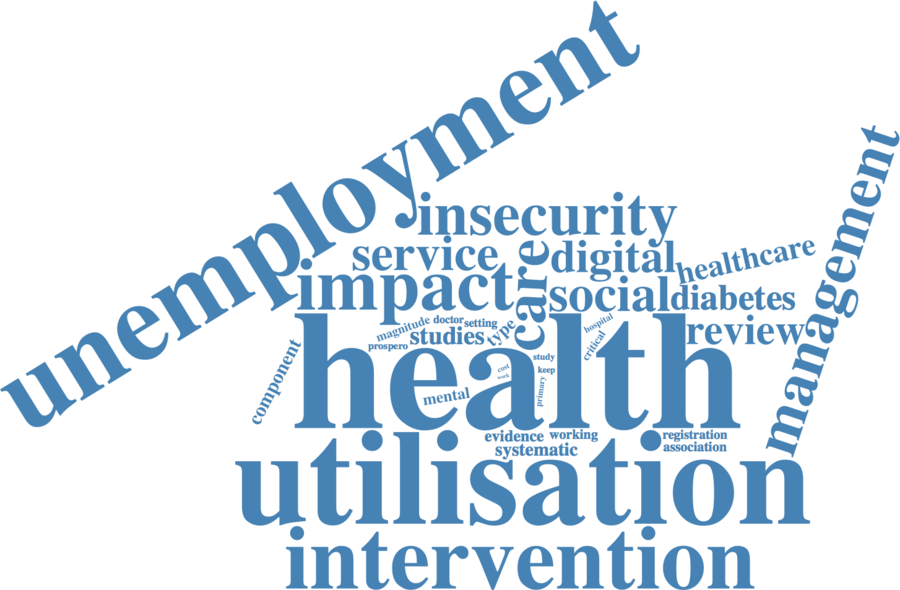 unemployment
insecurity
management
service
care
digital
healthcare
impact
social
diabetes
magnitude
doctor
setting
type
hospital
review
prospero
studies
critical
component
health
study
cost
work
keep
mental
primary
evidence
working
registration
systematic
association
utilisation
intervention